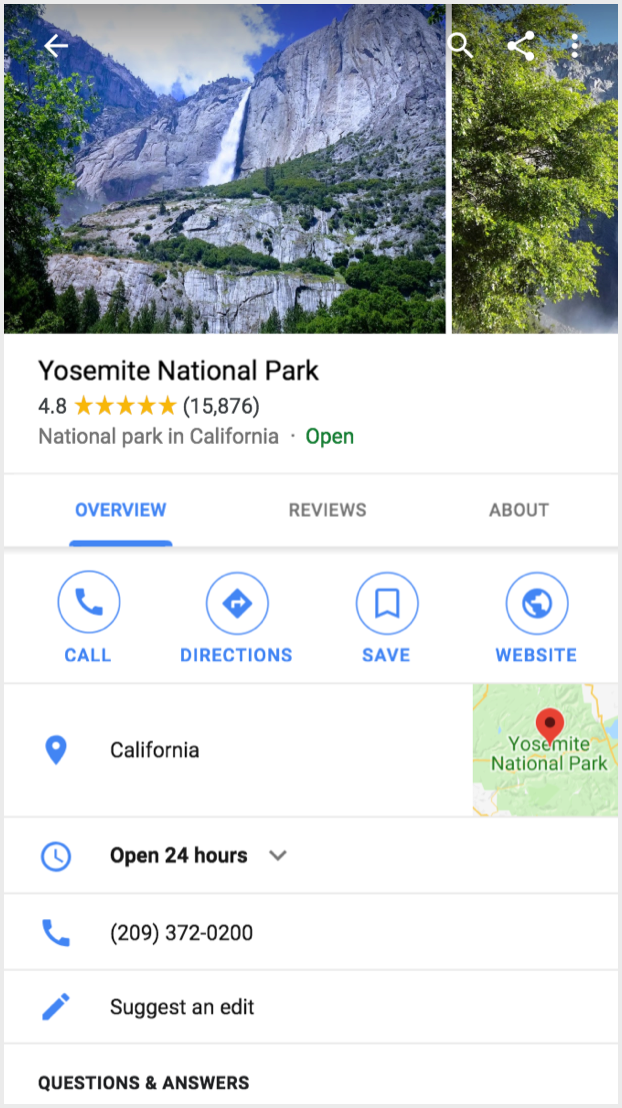 Yosemite National Park
4.8 (15,876)
National park in California · Open
OVERVIEW REVIEWS ABOUT
CALL DIRECTIONS SAVE WEBSITE
California
Yosemite
National Park
Open 24 hours
(209) 372-0200
Suggest an edit
QUESTIONS & ANSWERS